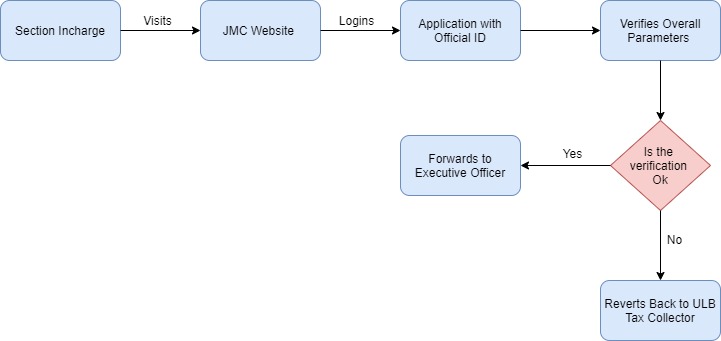 Section Incharge
Visits
JMC Website
Logins
Application with
Official ID
Verifies Overall
Parameters
Is the
verification
Ok
Yes
Forwards to
Executive Officer
No
Reverts Back to ULB
Tax Collector